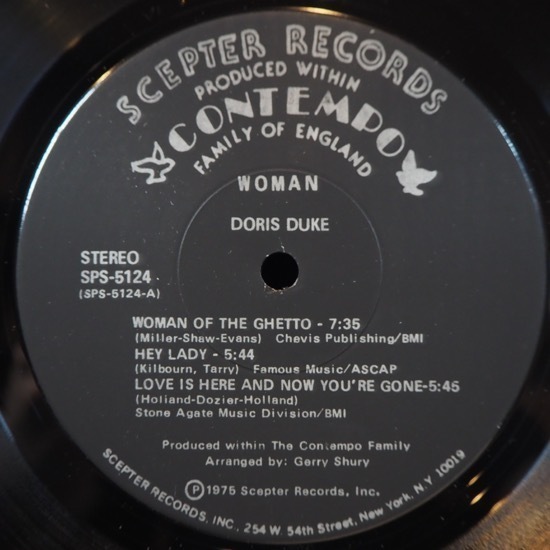 SCEPTER RECORDS
PRODUCED WITHIN
CONTEMPO
FAMILY OF ENGLAND
WOMAN
DORIS DUKE
STEREO
SPS-5124
(SPS-5124-A)
WOMAN OF THE GHETTO - 7:35
(Miller-Shaw-Evans) Chevis Publishing/BMI
HEY LADY - 5:44
(Kilbourn, Tarry) Famous Music/ASCAP
LOVE IS HERE AND NOW YOU'RE GONE-5:45
(Holland-Dozier-Holland)
Stone Agate Music Division/BMI
Produced within The Contempo Family
Arranged by: Gerry Shury
Ⓟ1975 Scepter Records, Inc.
SCEPTER RECORDS, INC., 254 W. 54th Street, New York, N.Y. 10019